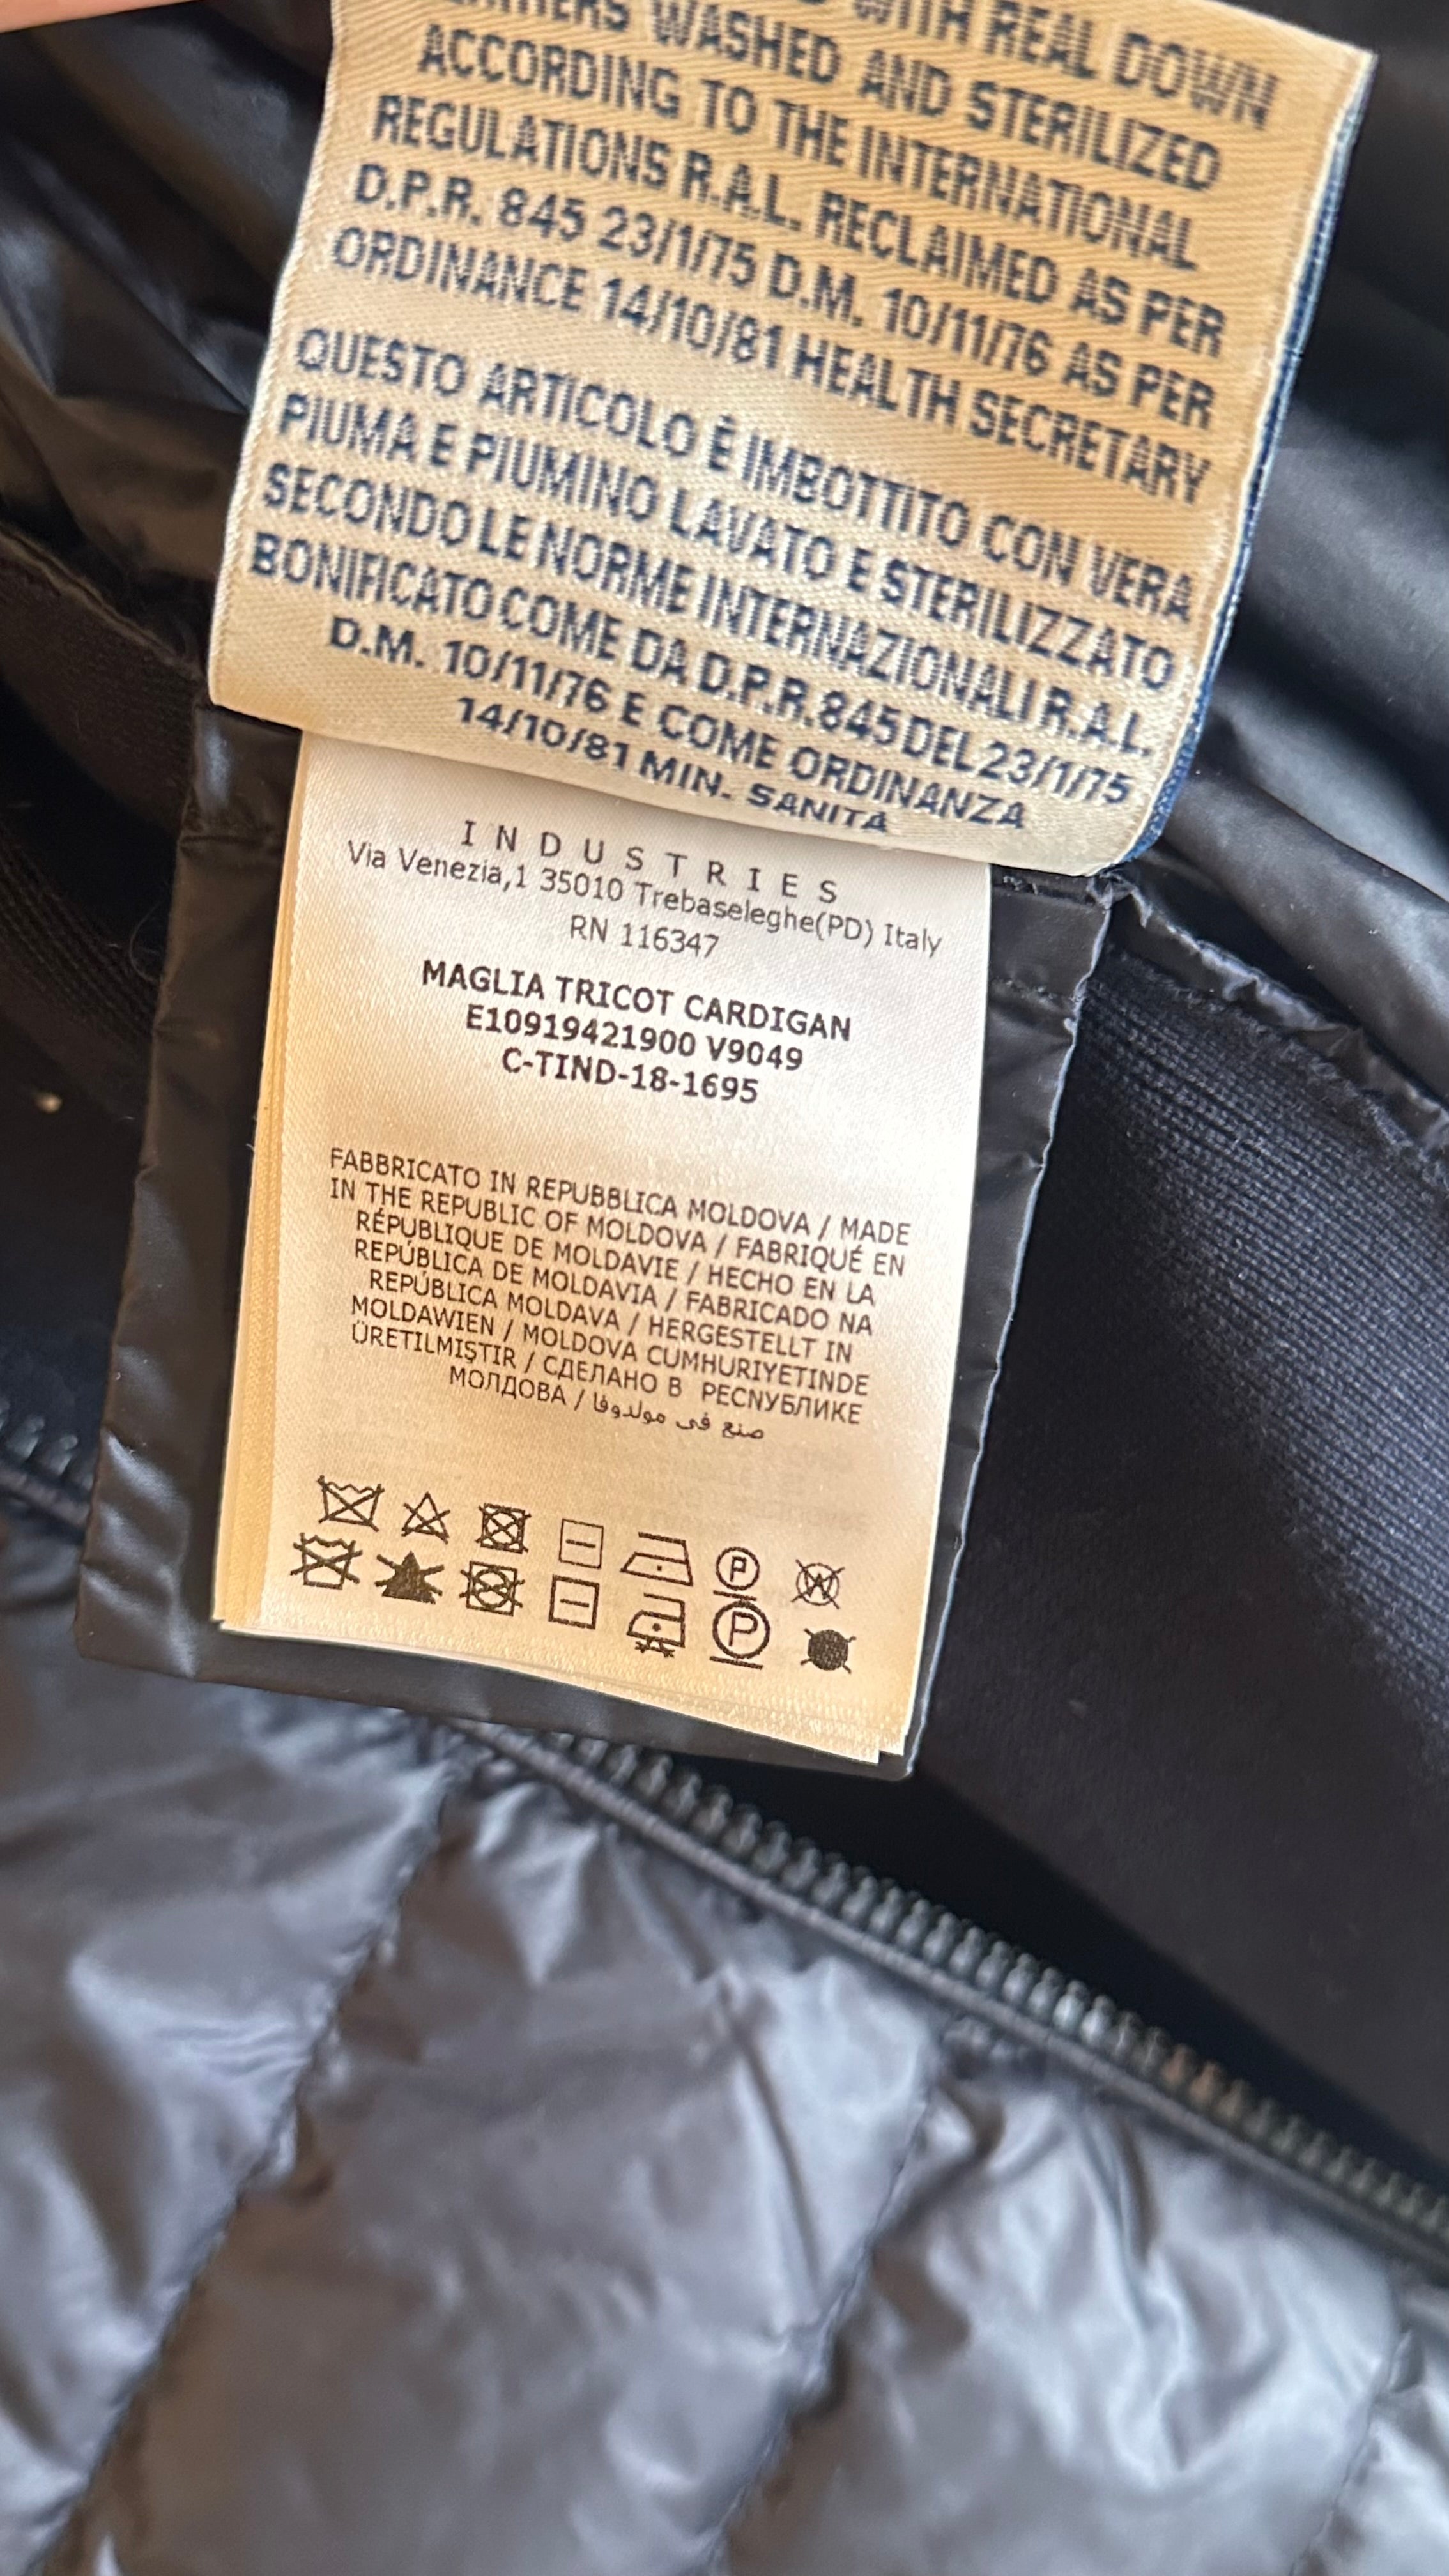 WITH REAL DOWN
WASHED AND STERILIZED
ACCORDING TO THE INTERNATIONAL
REGULATIONS R.A.L. RECLAIMED AS PER
D.P.R. 845 23/1/75 D.M. 10/11/76 AS PER
ORDINANCE 14/10/81 HEALTH SECRETARY
QUESTO ARTICOLO È IMBOTTITO CON VERA
PIUMA E PIUMINO LAVATO E STERILIZZATO
SECONDO LE NORME INTERNAZIONALI R.A.L.
BONIFICATO COME DA D.P.R. 845 DEL 23/1/75
D.M. 10/11/76 E COME ORDINANZA
14/10/81 MIN. SANITA
INDUSTRIES
Via Venezia,1 35010 Trebaseleghe(PD) Italy
RN 116347
MAGLIA TRICOT CARDIGAN
E10919421900 V9049
C-TIND-18-1695
FABBRICATO IN REPUBBLICA MOLDOVA / MADE
IN THE REPUBLIC OF MOLDOVA / FABRIQUÉ EN
RÉPUBLIQUE DE MOLDAVIE / HECHO EN LA
REPÚBLICA DE MOLDAVIA / FABRICADO NA
REPÚBLICA MOLDAVA / HERGESTELLT IN
MOLDAWIEN / MOLDOVA CUMHURIYETINDE
ÜRETILMIŞTIR / СДЕЛАНО В РЕСПУБЛИКЕ
МОЛДОВА / صنع في مولدوفا
P W
P